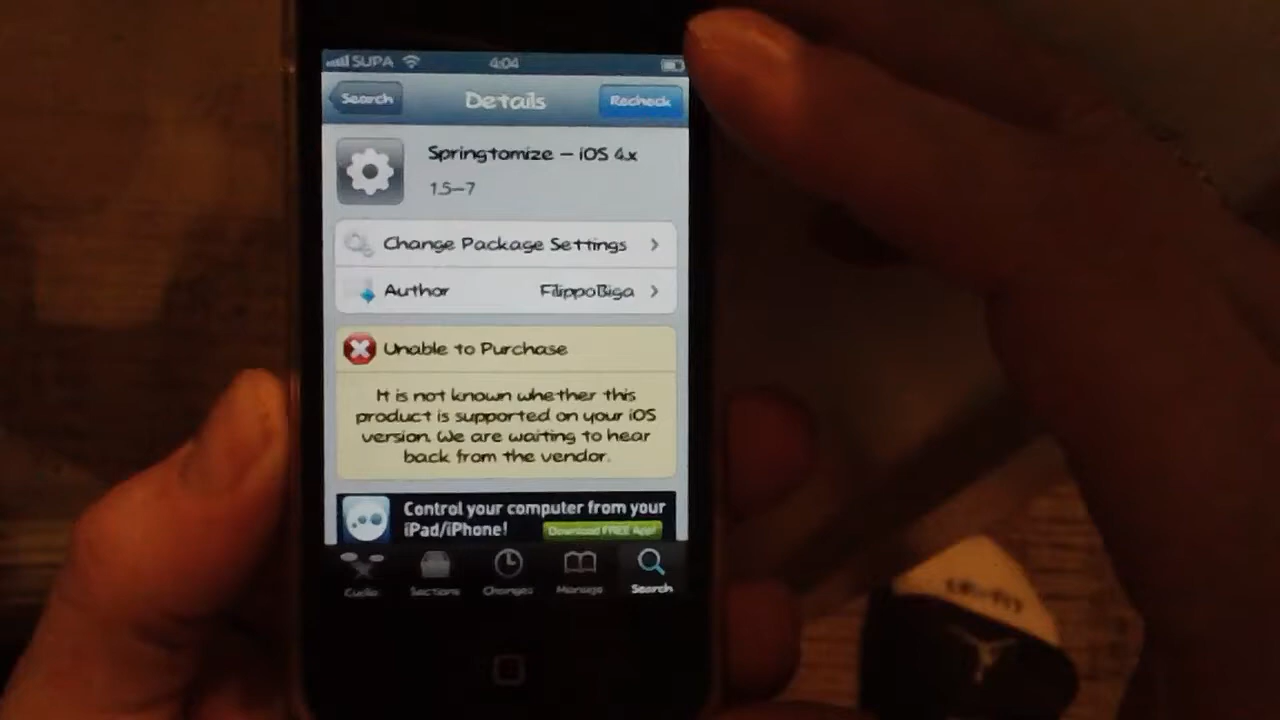 SUPA 4:04
Search Details Recheck
Springtomize – iOS 4.x
1.5–7
Change Package Settings
Author FilippoBiga
Unable to Purchase
It is not known whether this
product is supported on your iOS
version. We are waiting to hear
back from the vendor.
Control your computer from your
iPad/iPhone! Download FREE App!
Cydia Sections Changes Manage Search